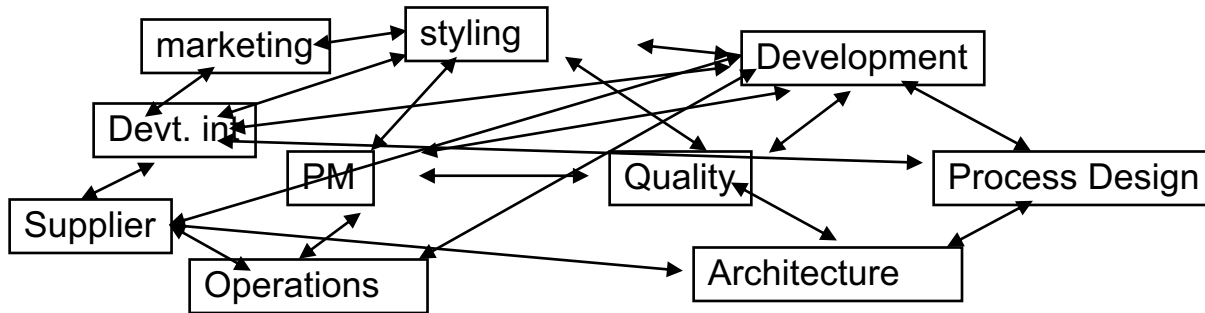 marketing
styling
Development
Devt. int
PM
Quality
Process Design
Supplier
Operations
Architecture